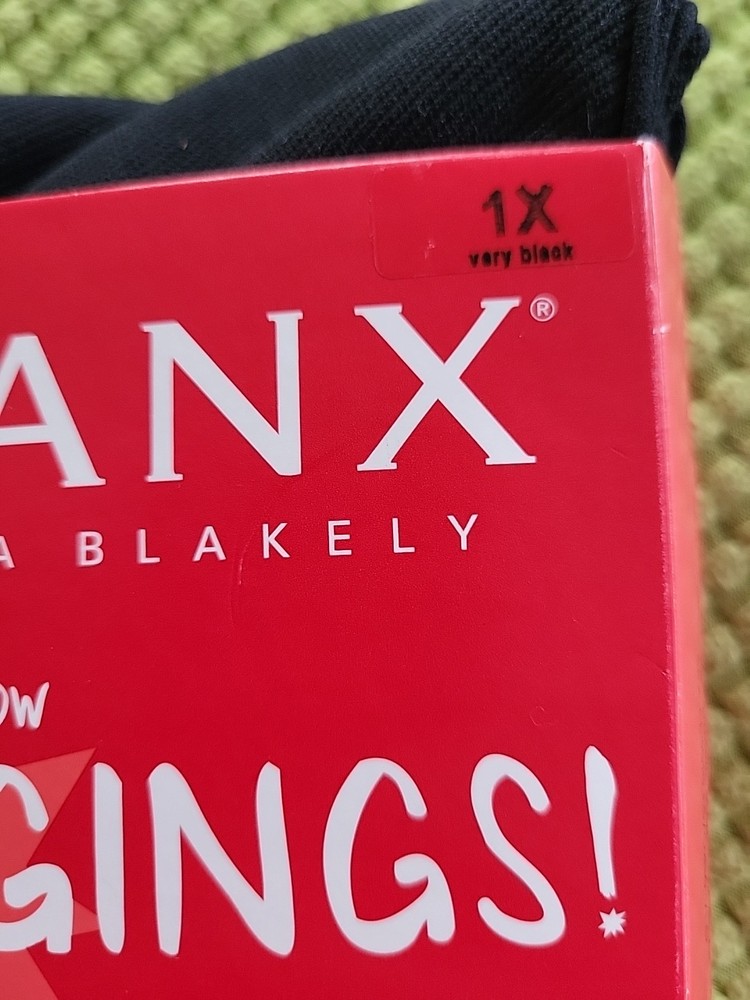 1X
very black
ANX®
A BLAKELY
OW
GINGS!